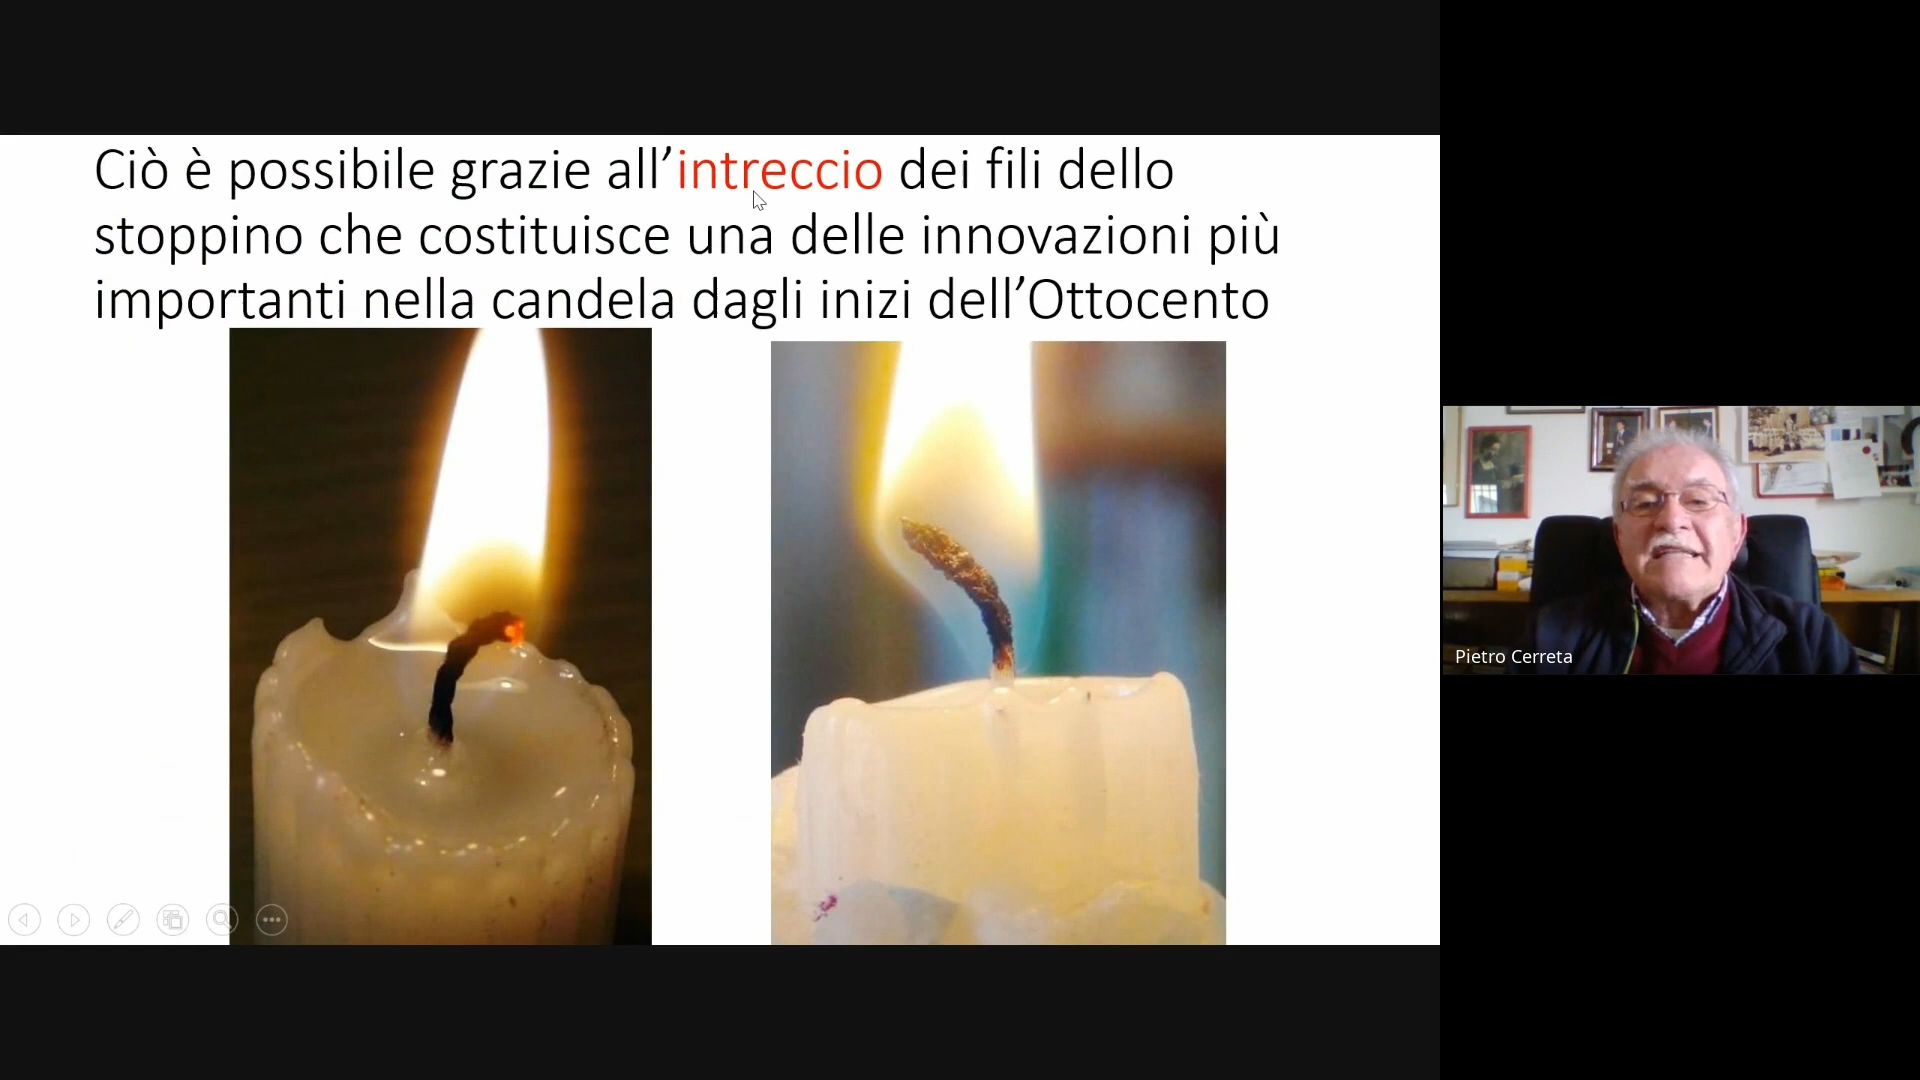 Ciò è possibile grazie all’intreccio dei fili dello
stoppino che costituisce una delle innovazioni più
importanti nella candela dagli inizi dell’Ottocento
Pietro Cerreta